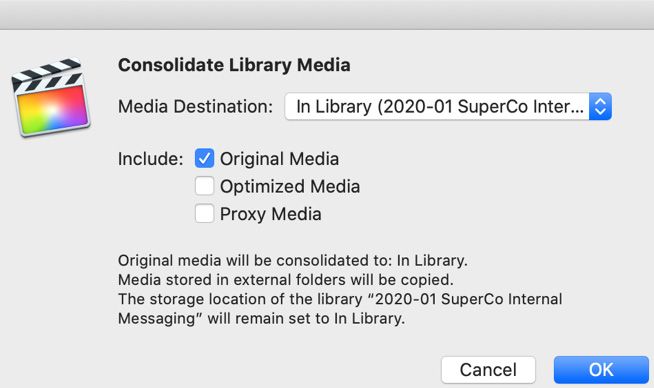 Consolidate Library Media
Media Destination: In Library (2020-01 SuperCo Inter...
Include: Original Media
Optimized Media
Proxy Media
Original media will be consolidated to: In Library.
Media stored in external folders will be copied.
The storage location of the library “2020-01 SuperCo Internal
Messaging” will remain set to In Library.
Cancel OK